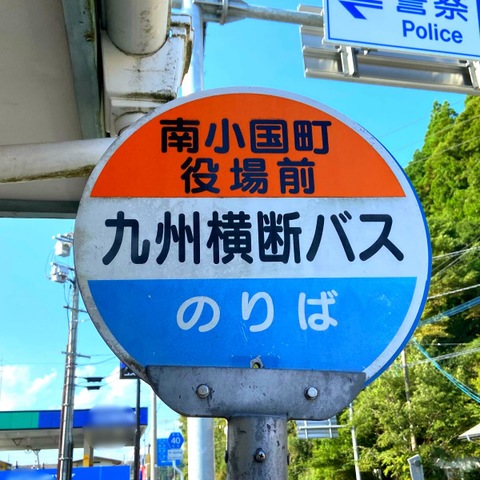 警察
Police
南小国町
役場前
九州横断バス
のりば
40